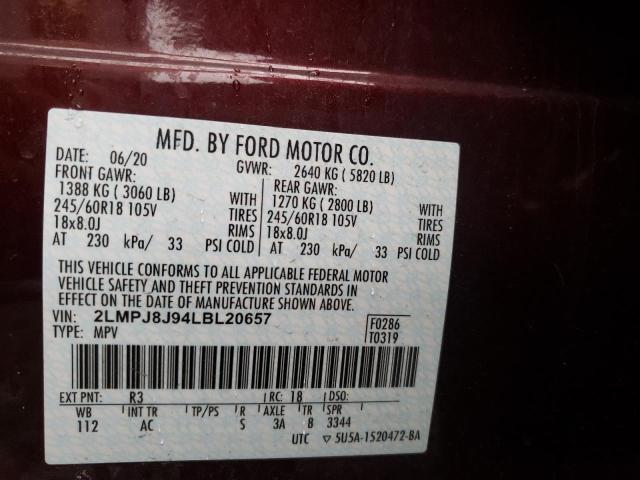 MFD. BY FORD MOTOR CO.
DATE: 06/20 GVWR: 2640 KG ( 5820 LB)
FRONT GAWR: REAR GAWR:
1388 KG ( 3060 LB) WITH 1270 KG ( 2800 LB) WITH
245/60R18 105V TIRES 245/60R18 105V TIRES
18x8.0J RIMS 18x8.0J RIMS
AT 230 kPa/ 33 PSI COLD AT 230 kPa/ 33 PSI COLD
THIS VEHICLE CONFORMS TO ALL APPLICABLE FEDERAL MOTOR
VEHICLE SAFETY AND THEFT PREVENTION STANDARDS IN
EFFECT ON THE DATE OF MANUFACTURE SHOWN ABOVE.
VIN: 2LMPJ8J94LBL20657 F0286
TYPE: MPV T0319
EXT PNT: R3 RC: 18 DSO:
WB INT TR TP/PS R AXLE TR SPR
112 AC S 3A B 3344
UTC ▽ 5U5A-1520472-BA